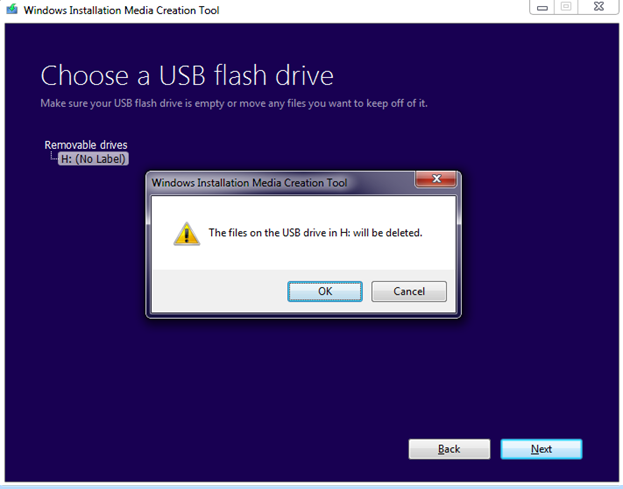 Windows Installation Media Creation Tool
Choose a USB flash drive
Make sure your USB flash drive is empty or move any files you want to keep off of it.
Removable drives
H: (No Label)
Windows Installation Media Creation Tool
The files on the USB drive in H: will be deleted.
OK Cancel
Back Next